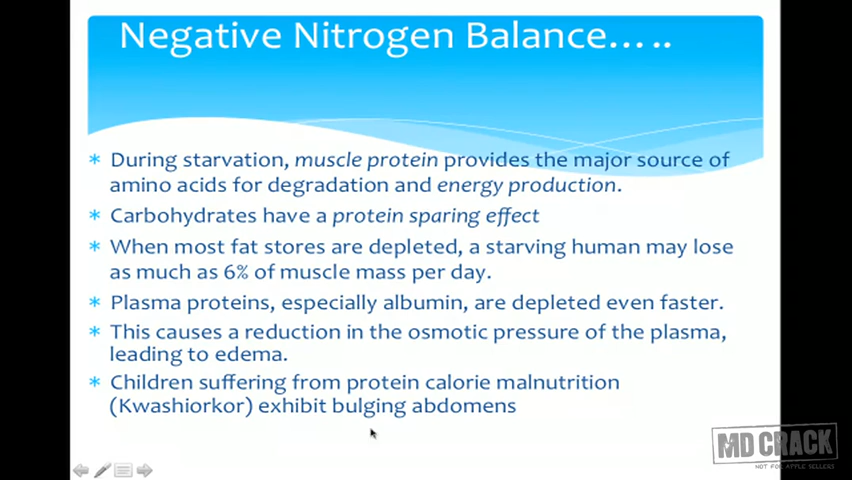 Negative Nitrogen Balance…..
* During starvation, muscle protein provides the major source of
amino acids for degradation and energy production.
* Carbohydrates have a protein sparing effect
* When most fat stores are depleted, a starving human may lose
as much as 6% of muscle mass per day.
* Plasma proteins, especially albumin, are depleted even faster.
* This causes a reduction in the osmotic pressure of the plasma,
leading to edema.
* Children suffering from protein calorie malnutrition
(Kwashiorkor) exhibit bulging abdomens
MD CRACK
NOT FOR APPLE SELLERS